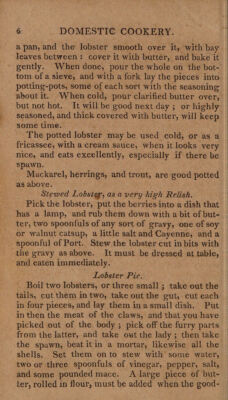 6 DOMESTIC COOKERY.
a pan, and the lobster smooth over it, with bay
leaves between: cover it with butter, and bake it
gently. When done, pour the whole on the bot-
tom of a sieve, and with a fork lay the pieces into
potting-pots, some of each sort with the seasoning
about it. When cold, pour clarified butter over,
but not hot. It will be good next day; or highly
seasoned, and thick covered with butter, will keep
some time.
The potted lobster may be used cold, or as a
fricassee, with a cream sauce, when it looks very
nice, and eats excellently, especially if there be
spawn.
Mackarel, herrings, and trout, are good potted
as above.
Stewed Lobster, as a very high Relish.
Pick the lobster, put the berries into a dish that
has a lamp, and rub them down with a bit of but-
ter, two spoonfuls of any sort of gravy, one of soy
or walnut catsup, a little salt and Cayenne, and a
spoonful of Port. Stew the lobster cut in bits with
the gravy as above. It must be dressed at table,
and eaten immediately.
Lobster Pie.
Boil two lobsters, or three small; take out the
tails, cut them in two, take out the gut, cut each
in four pieces, and lay them in a small dish. Put
in then the meat of the claws, and that you have
picked out of the body; pick off the furry parts
from the latter, and take out the lady; then take
the spawn, beat it in a mortar, likewise all the
shells. Set them on to stew with some water,
two or three spoonfuls of vinegar, pepper, salt,
and some pounded mace. A large piece of but-
ter, rolled in flour, must be added when the good-